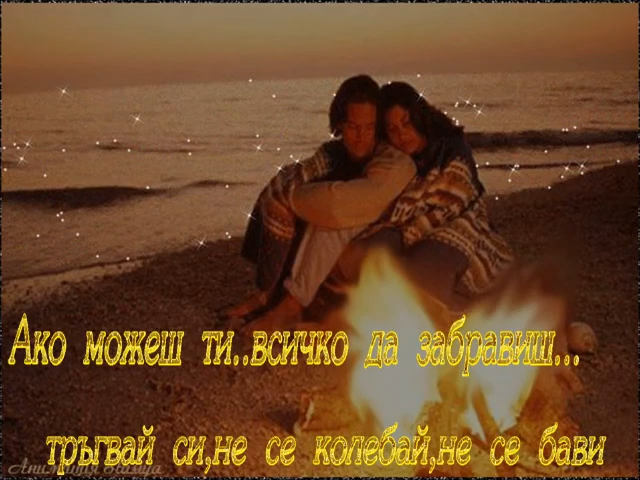 Ако можеш ти..всичко да забравиш...
тръгвай си,не се колебай,не се бави